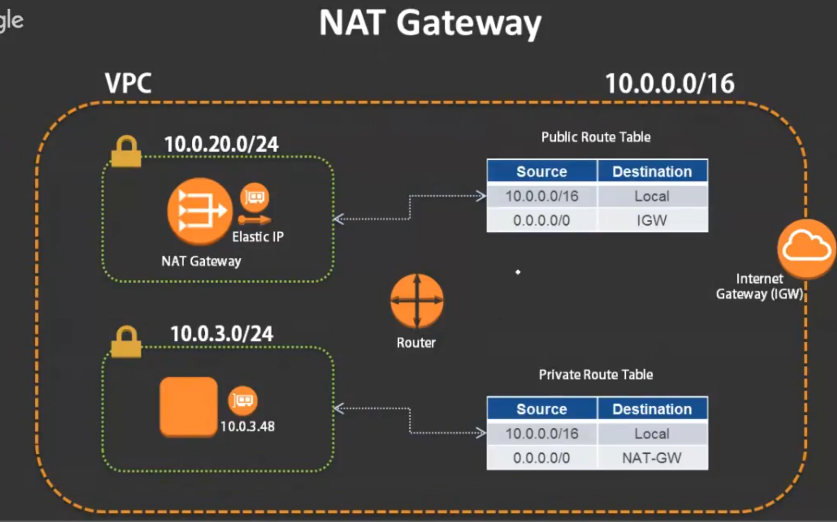 gle
NAT Gateway
VPC
10.0.0.0/16
10.0.20.0/24
Elastic IP
NAT Gateway
Public Route Table
Source Destination
10.0.0.0/16 Local
0.0.0.0/0 IGW
Internet
Gateway (IGW)
Router
10.0.3.0/24
10.0.3.48
Private Route Table
Source Destination
10.0.0.0/16 Local
0.0.0.0/0 NAT-GW